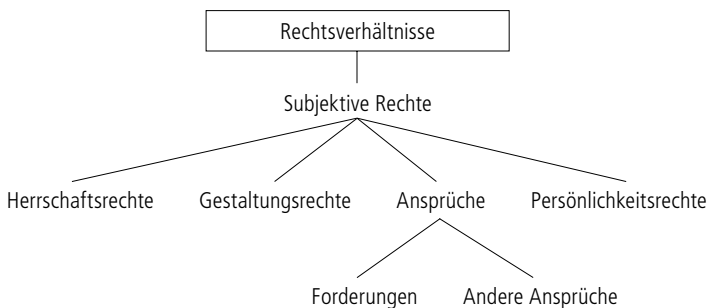 Rechtsverhältnisse
Subjektive Rechte
Herrschaftsrechte Gestaltungsrechte Ansprüche Persönlichkeitsrechte
Forderungen Andere Ansprüche